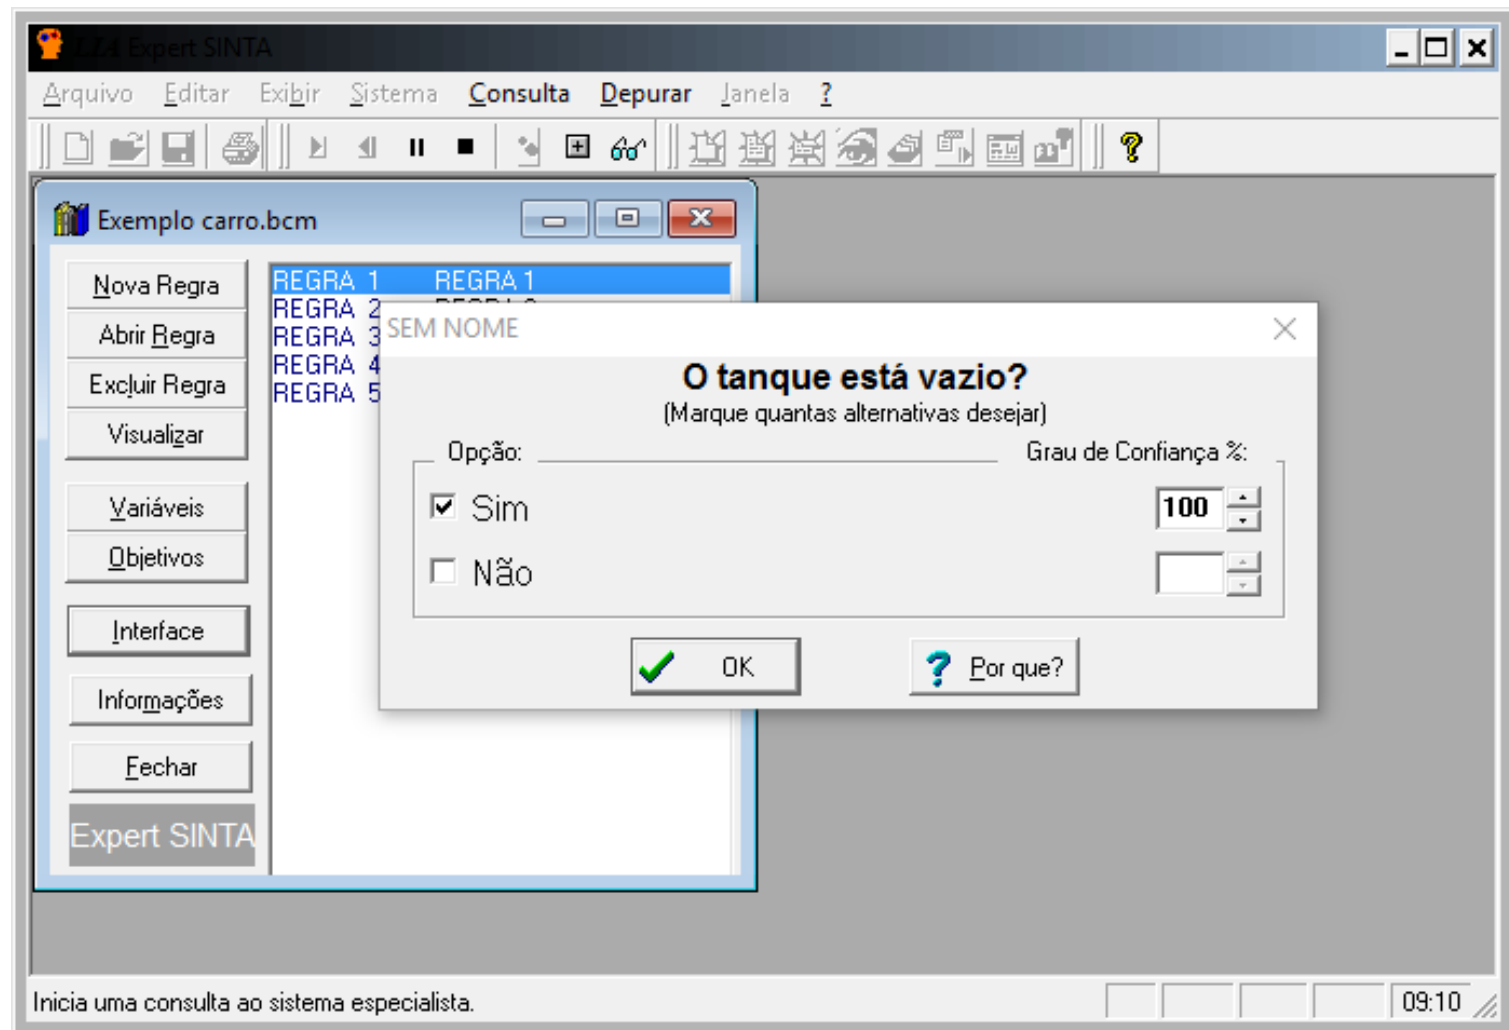 LIA Expert SINTA
Arquivo Editar Exibir Sistema Consulta Depurar Janela ?
Exemplo carro.bcm
Nova Regra
Abrir Regra
Excluir Regra
Visualizar
Variáveis
Objetivos
Interface
Informações
Fechar
Expert SINTA
REGRA 1 REGRA 1
REGRA 2
REGRA 3
REGRA 4
REGRA 5
SEM NOME
O tanque está vazio?
(Marque quantas alternativas desejar)
Opção: Grau de Confiança %:
Sim 100
Não
OK Por que?
Inicia uma consulta ao sistema especialista. 09:10